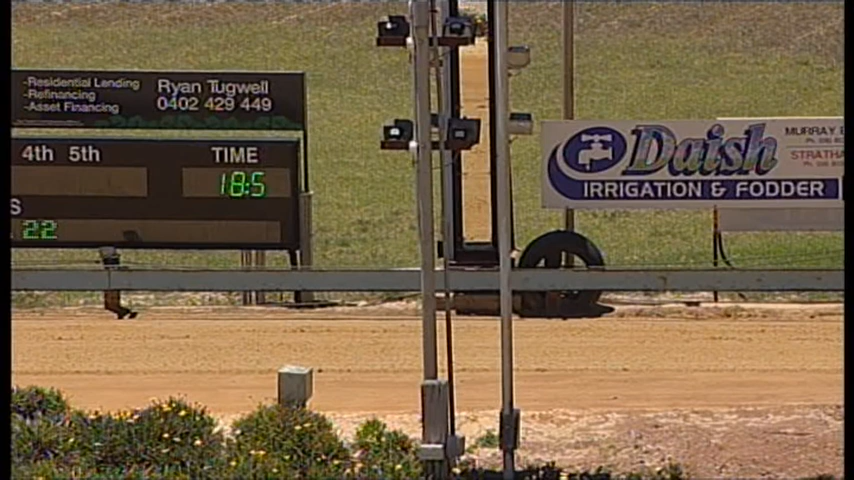 -Residential Lending
-Refinancing
-Asset Financing
Ryan Tugwell
0402 429 449
4th 5th TIME
18:5
S
22
Daish
IRRIGATION & FODDER
MURRAY
STRATHA